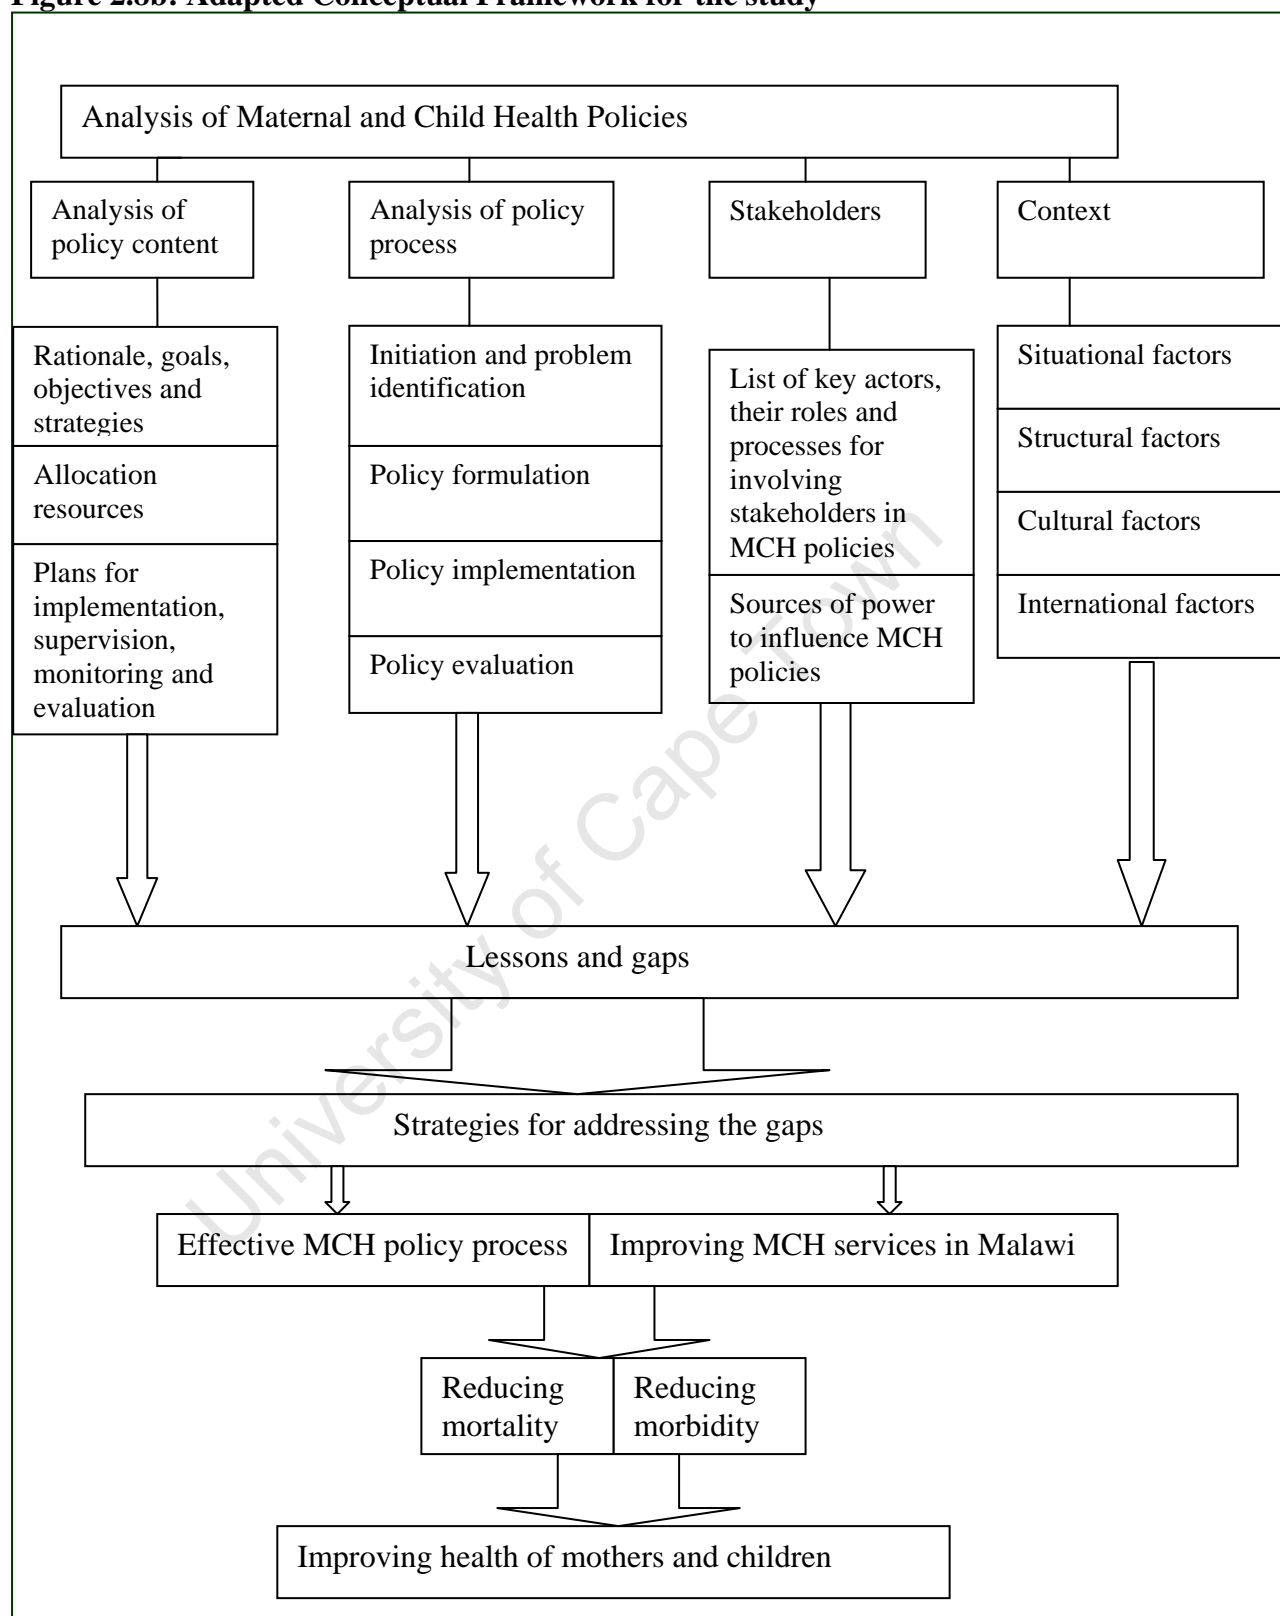 Figure 2.8b: Adapted Conceptual Framework for the study
Analysis of Maternal and Child Health Policies
Analysis of
policy content
Analysis of policy
process
Stakeholders
Context
Rationale, goals,
objectives and
strategies
Allocation
resources
Plans for
implementation,
supervision,
monitoring and
evaluation
Initiation and problem
identification
Policy formulation
Policy implementation
Policy evaluation
List of key actors,
their roles and
processes for
involving
stakeholders in
MCH policies
Sources of power
to influence MCH
policies
Situational factors
Structural factors
Cultural factors
International factors
Lessons and gaps
Strategies for addressing the gaps
Effective MCH policy process
Improving MCH services in Malawi
Reducing
mortality
Reducing
morbidity
Improving health of mothers and children
University of Cape Town